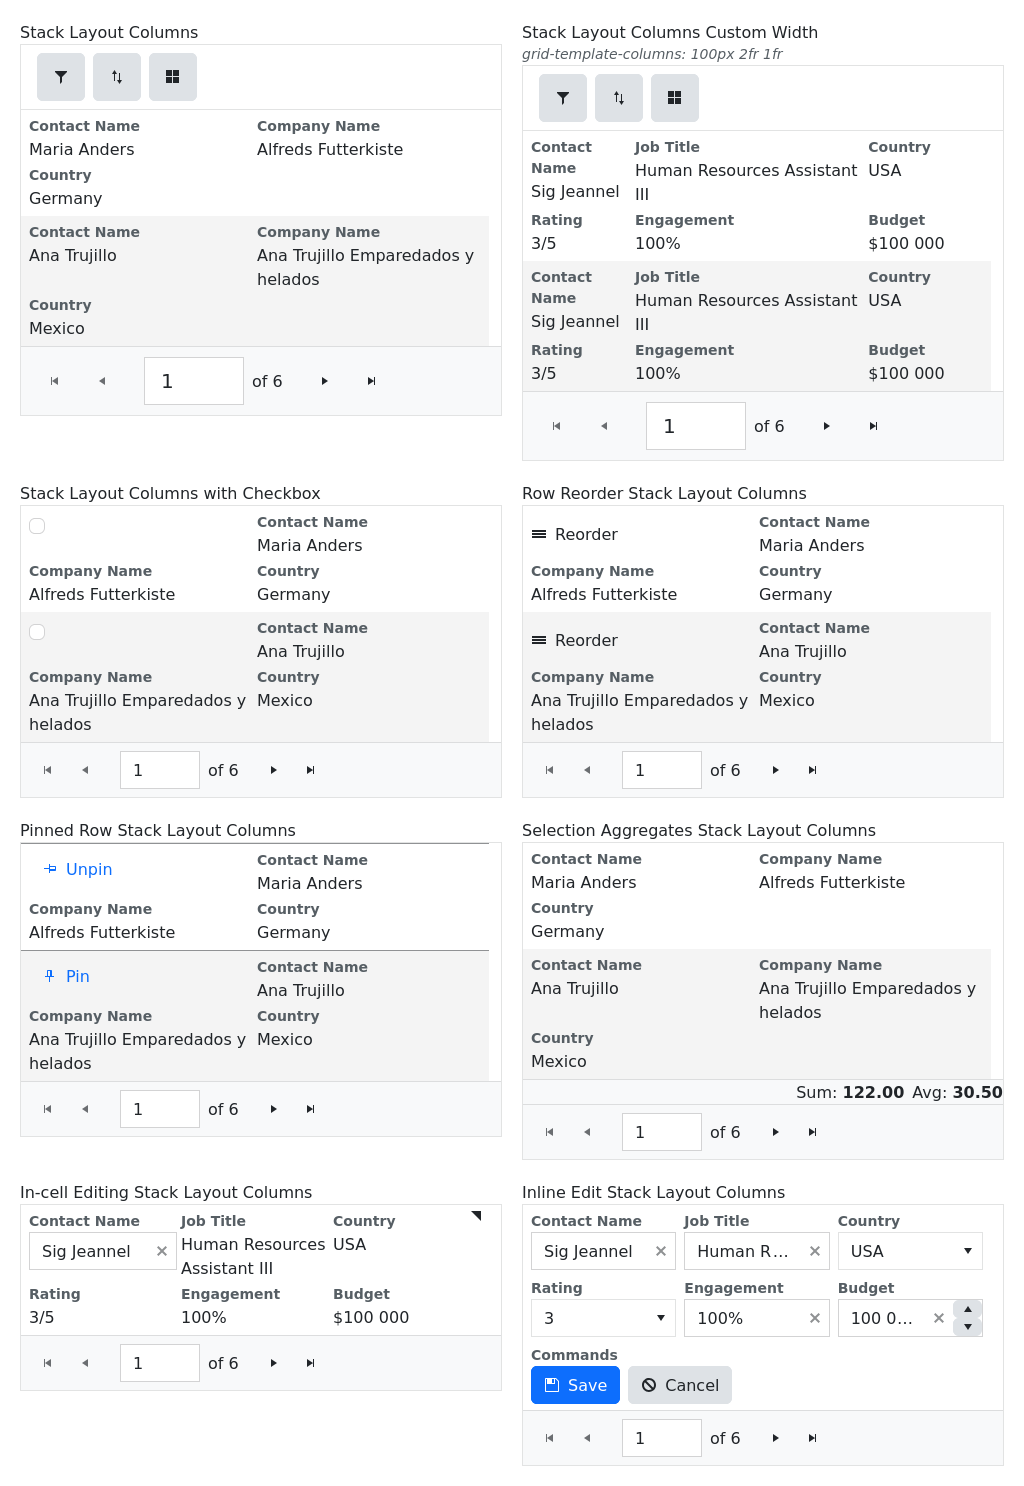 Stack Layout Columns
Contact Name Company Name
Maria Anders Alfreds Futterkiste
Country
Germany
Contact Name Company Name
Ana Trujillo Ana Trujillo Emparedados y
helados
Country
Mexico
1 of 6
Stack Layout Columns Custom Width
grid-template-columns: 100px 2fr 1fr
Contact Job Title Country
Name Human Resources Assistant USA
Sig Jeannel III
Rating Engagement Budget
3/5 100% $100 000
Contact Job Title Country
Name Human Resources Assistant USA
Sig Jeannel III
Rating Engagement Budget
3/5 100% $100 000
1 of 6
Stack Layout Columns with Checkbox
Contact Name
Maria Anders
Company Name Country
Alfreds Futterkiste Germany
Contact Name
Ana Trujillo
Company Name Country
Ana Trujillo Emparedados y Mexico
helados
1 of 6
Row Reorder Stack Layout Columns
Reorder Contact Name
Maria Anders
Company Name Country
Alfreds Futterkiste Germany
Reorder Contact Name
Ana Trujillo
Company Name Country
Ana Trujillo Emparedados y Mexico
helados
1 of 6
Pinned Row Stack Layout Columns
Unpin Contact Name
Maria Anders
Company Name Country
Alfreds Futterkiste Germany
Pin Contact Name
Ana Trujillo
Company Name Country
Ana Trujillo Emparedados y Mexico
helados
1 of 6
Selection Aggregates Stack Layout Columns
Contact Name Company Name
Maria Anders Alfreds Futterkiste
Country
Germany
Contact Name Company Name
Ana Trujillo Ana Trujillo Emparedados y
helados
Country
Mexico
Sum: 122.00 Avg: 30.50
1 of 6
In-cell Editing Stack Layout Columns
Contact Name Job Title Country
Sig Jeannel Human Resources USA
Assistant III
Rating Engagement Budget
3/5 100% $100 000
1 of 6
Inline Edit Stack Layout Columns
Contact Name Job Title Country
Sig Jeannel Human R... USA
Rating Engagement Budget
3 100% 100 0...
Commands
Save Cancel
1 of 6